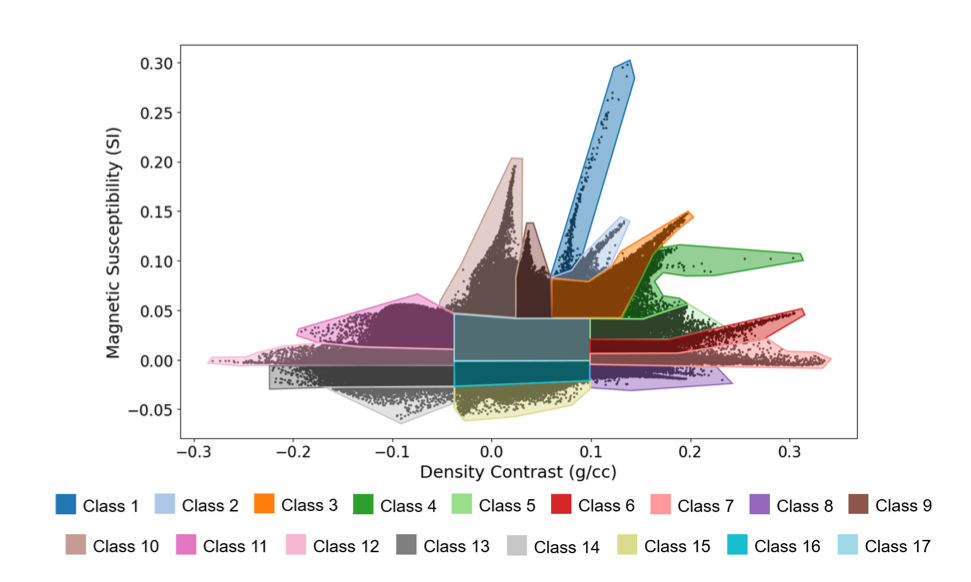 0.30
0.25
0.20
0.15
0.10
0.05
0.00
−0.05
Magnetic Susceptibility (SI)
−0.3 −0.2 −0.1 0.0 0.1 0.2 0.3
Density Contrast (g/cc)
Class 1 Class 2 Class 3 Class 4 Class 5 Class 6 Class 7 Class 8 Class 9
Class 10 Class 11 Class 12 Class 13 Class 14 Class 15 Class 16 Class 17